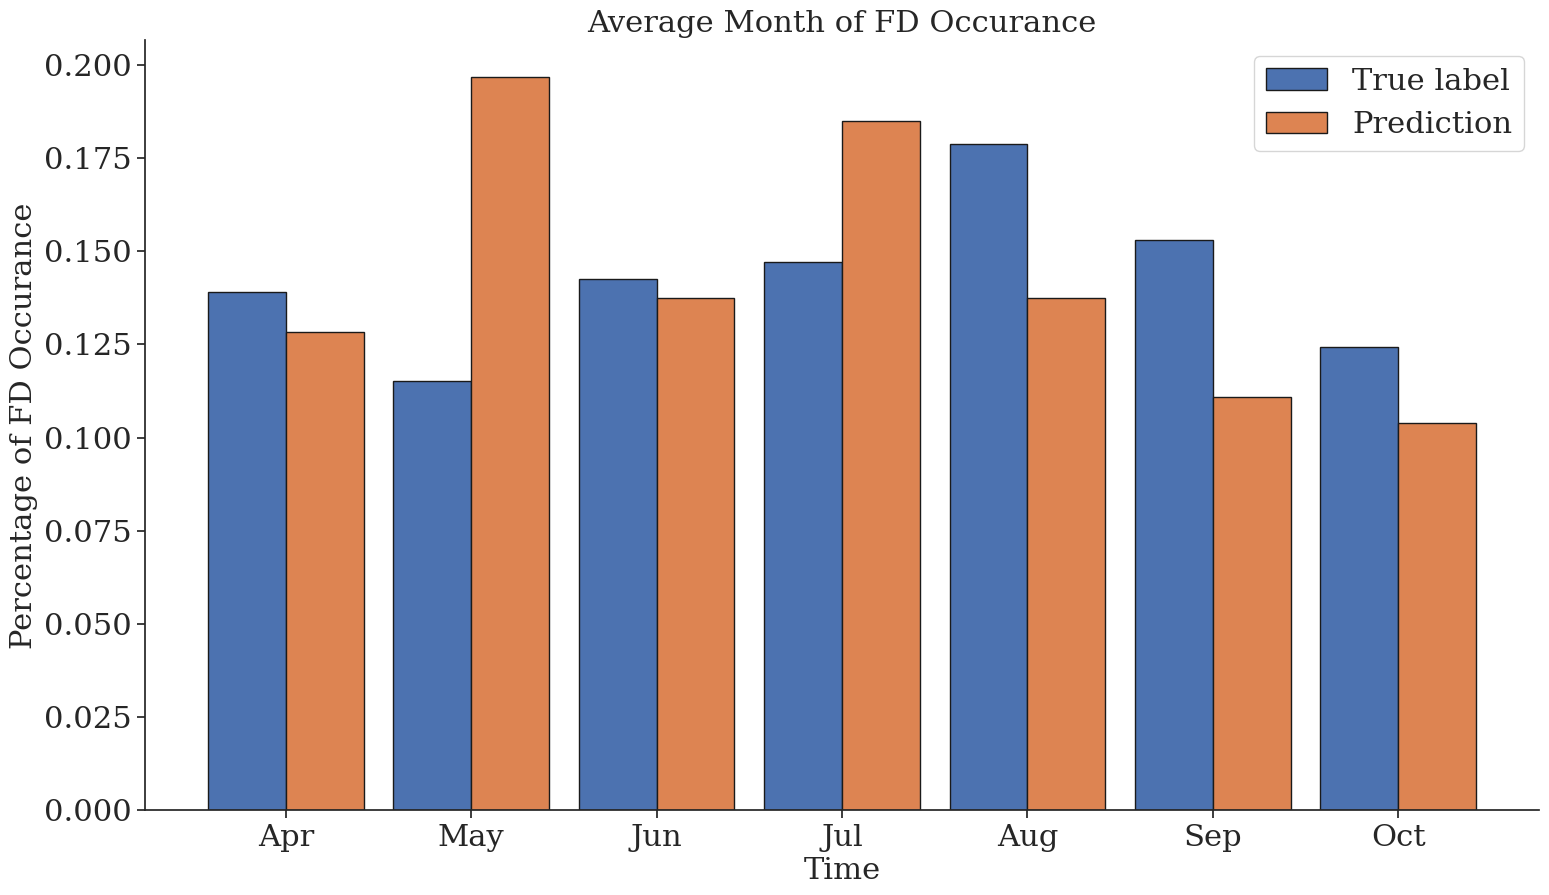 Average Month of FD Occurance
Percentage of FD Occurance
0.200
0.175
0.150
0.125
0.100
0.075
0.050
0.025
0.000
True label
Prediction
Apr May Jun Jul Aug Sep Oct
Time